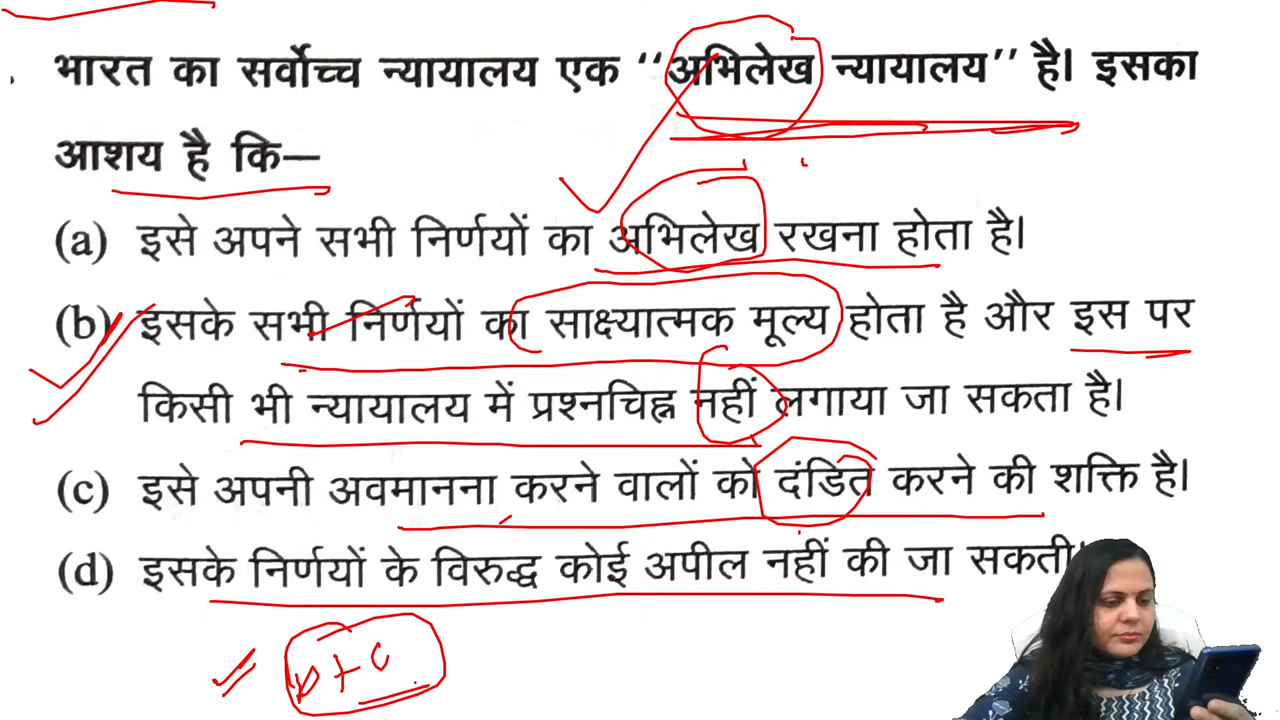 भारत का सर्वोच्च न्यायालय एक ‘‘अभिलेख न्यायालय’’ है। इसका
आशय है कि—
(a) इसे अपने सभी निर्णयों का अभिलेख रखना होता है।
(b) इसके सभी निर्णयों का साक्ष्यात्मक मूल्य होता है और इस पर
किसी भी न्यायालय में प्रश्नचिह्न नहीं लगाया जा सकता है।
(c) इसे अपनी अवमानना करने वालों को दंडित करने की शक्ति है।
(d) इसके निर्णयों के विरुद्ध कोई अपील नहीं की जा सकती।
b + c